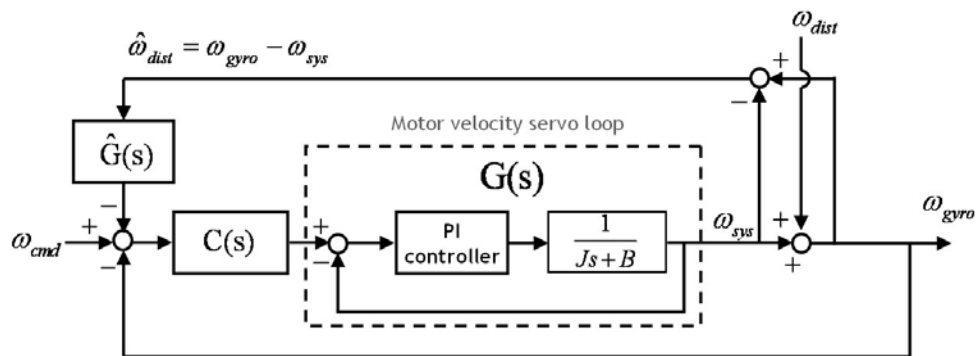 ω̂_dist = ω_gyro − ω_sys
ω_dist
+
+
−
Motor velocity servo loop
Ĝ(s)
G(s)
−
+
ω_cmd
−
C(s)
+
−
PI
controller
1
Js + B
ω_sys
+
+
ω_gyro